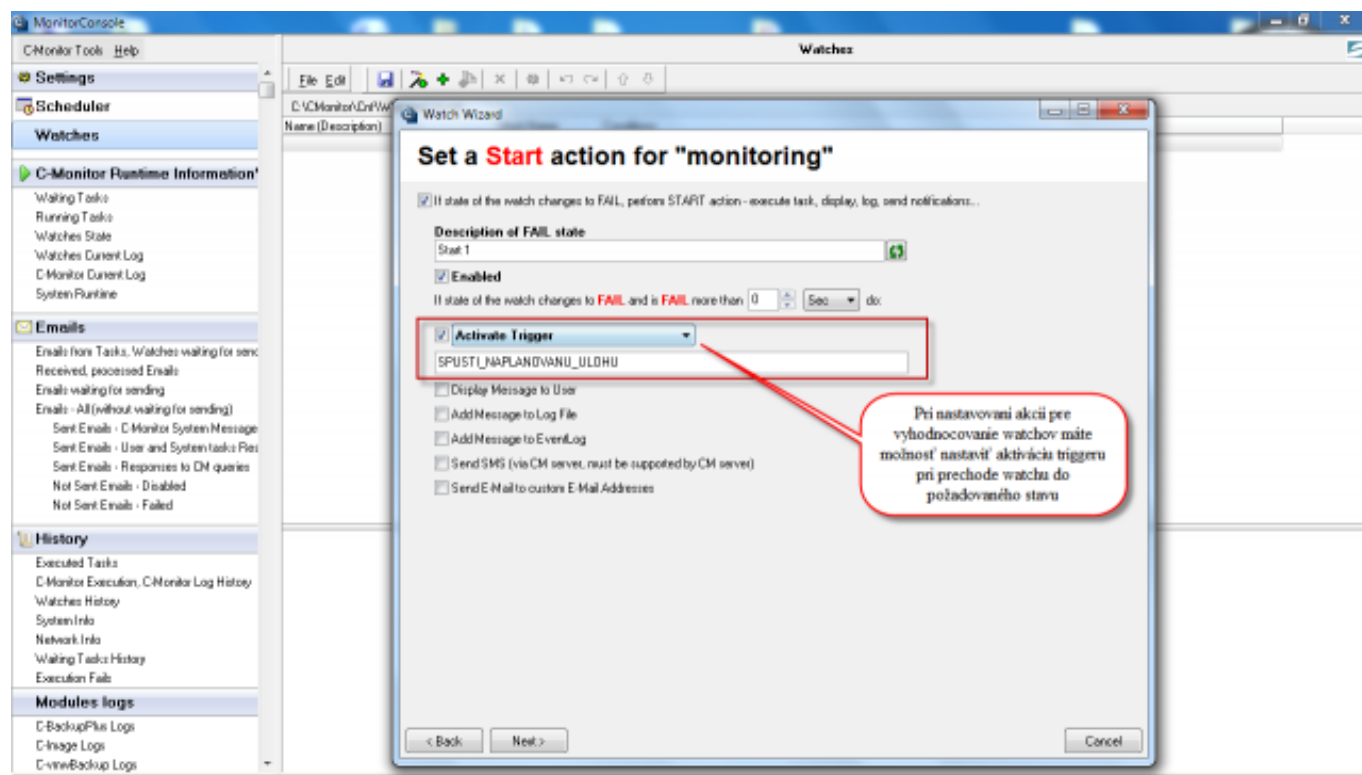 MonitorConsole
C-Monitor Tools Help
Watches
Settings
File Edit
Scheduler
Watches
Name (Description)
C-Monitor Runtime Information
Waiting Tasks
Running Tasks
Watches State
Watches Current Log
C-Monitor Current Log
System Runtime
Emails
Emails from Tasks, Watches waiting for send
Received, processed Emails
Emails waiting for sending
Emails - All (without waiting for sending)
Sent Emails - C-Monitor System Message
Sent Emails - User and System tasks Res
Sent Emails - Responses to CM queries
Not Sent Emails - Disabled
Not Sent Emails - Failed
History
Executed Tasks
C-Monitor Execution, C-Monitor Log History
Watches History
System Info
Network Info
Waiting Tasks History
Execution Fails
Modules logs
C-BackupPlus Logs
C-Image Logs
C-vmwBackup Logs
Watch Wizard
Set a Start action for "monitoring"
If state of the watch changes to FAIL, perform START action - execute task, display, log, send notifications...
Description of FAIL state
Start 1
Enabled
If state of the watch changes to FAIL and is FAIL more than 0 Sec do:
Activate Trigger
SPUSTI_NAPLANOVANU_ULOHU
Display Message to User
Add Message to Log File
Add Message to EventLog
Send SMS (via CM server, must be supported by CM server)
Send E-Mail to custom E-Mail Addresses
Pri nastavovaní akcií pre
vyhodnocovanie watchov máte
možnosť nastaviť aktiváciu triggeru
pri prechode watchu do
požadovaného stavu
< Back Next > Cancel